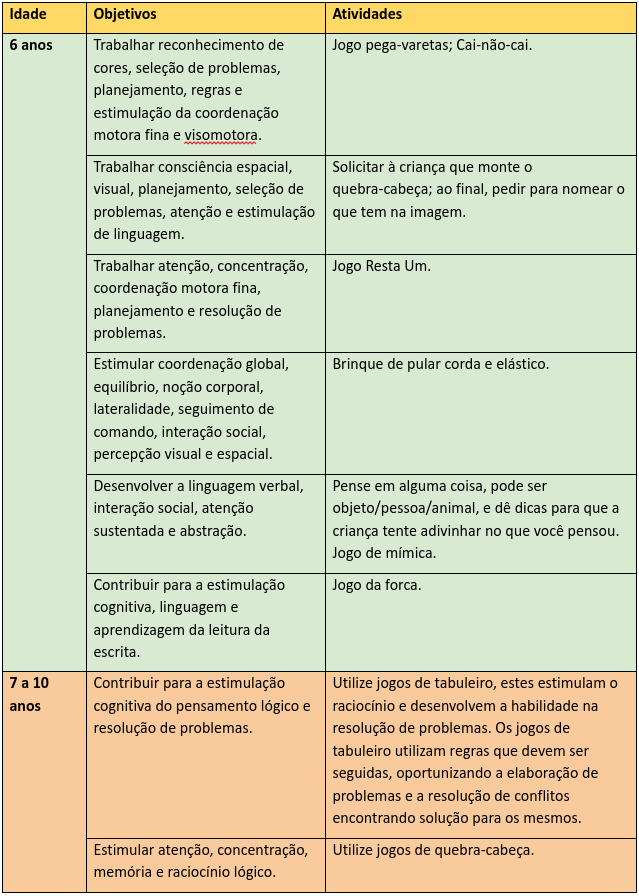 Idade Objetivos Atividades
6 anos Trabalhar reconhecimento de Jogo pega-varetas; Cai-não-cai.
cores, seleção de problemas,
planejamento, regras e
estimulação da coordenação
motora fina e visomotora.
Trabalhar consciência espacial, Solicitar à criança que monte o
visual, planejamento, seleção de quebra-cabeça; ao final, pedir para nomear o
problemas, atenção e estimulação que tem na imagem.
de linguagem.
Trabalhar atenção, concentração, Jogo Resta Um.
coordenação motora fina,
planejamento e resolução de
problemas.
Estimular coordenação global, Brinque de pular corda e elástico.
equilíbrio, noção corporal,
lateralidade, seguimento de
comando, interação social,
percepção visual e espacial.
Desenvolver a linguagem verbal, Pense em alguma coisa, pode ser
interação social, atenção objeto/pessoa/animal, e dê dicas para que a
sustentada e abstração. criança tente adivinhar no que você pensou.
Jogo de mímica.
Contribuir para a estimulação Jogo da forca.
cognitiva, linguagem e
aprendizagem da leitura da
escrita.
7 a 10 Contribuir para a estimulação Utilize jogos de tabuleiro, estes estimulam o
anos cognitiva do pensamento lógico e raciocínio e desenvolvem a habilidade na
resolução de problemas. resolução de problemas. Os jogos de
tabuleiro utilizam regras que devem ser
seguidas, oportunizando a elaboração de
problemas e a resolução de conflitos
encontrando solução para os mesmos.
Estimular atenção, concentração, Utilize jogos de quebra-cabeça.
memória e raciocínio lógico.